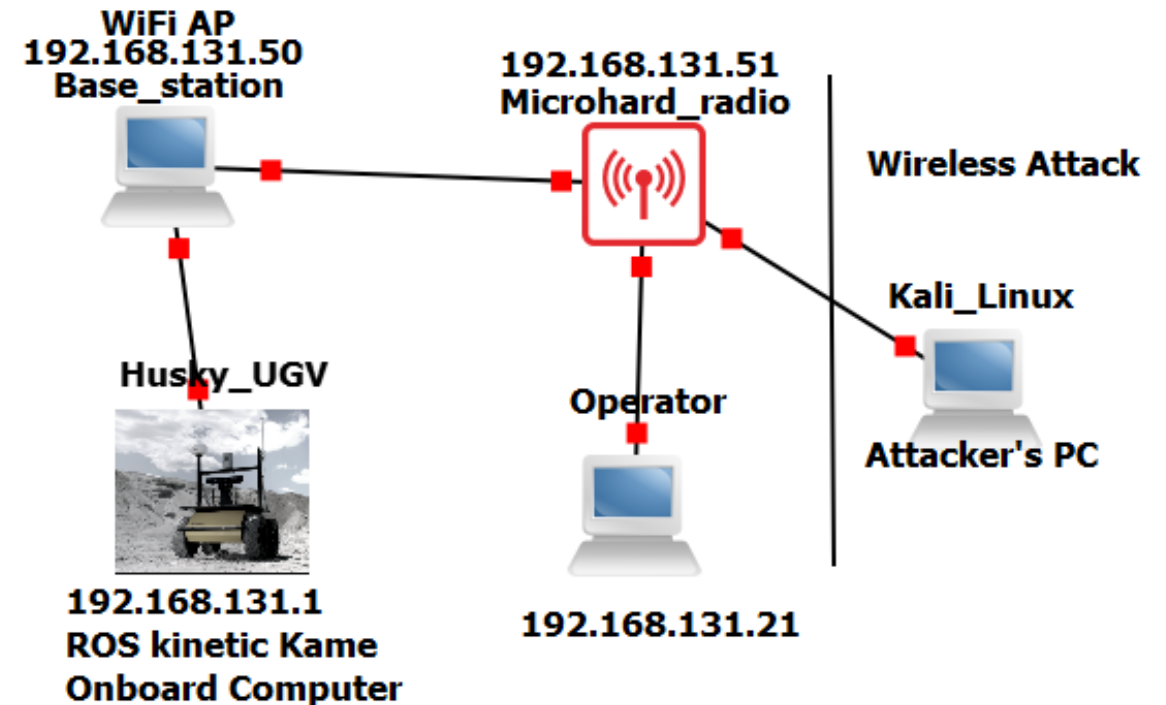 WiFi AP
192.168.131.50
Base_station
192.168.131.51
Microhard_radio
Wireless Attack
Kali_Linux
Attacker's PC
Husky_UGV
192.168.131.1
ROS kinetic Kame
Onboard Computer
Operator
192.168.131.21